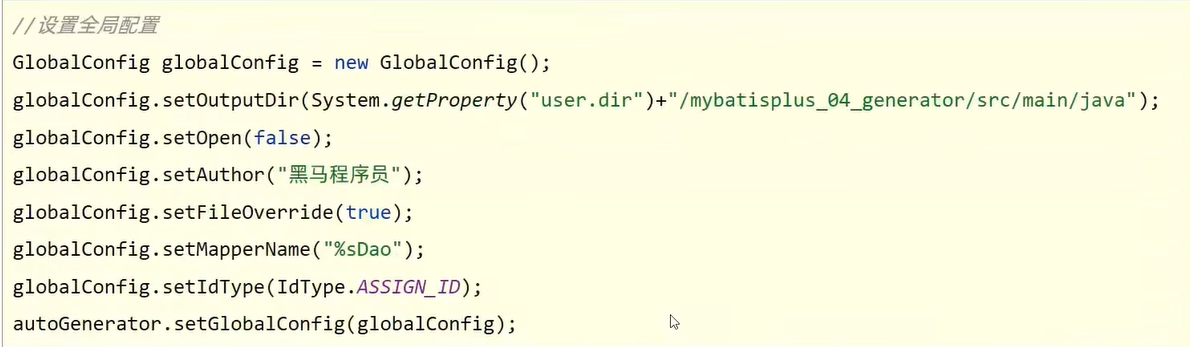 //设置全局配置
GlobalConfig globalConfig = new GlobalConfig();
globalConfig.setOutputDir(System.getProperty("user.dir")+"/mybatisplus_04_generator/src/main/java");
globalConfig.setOpen(false);
globalConfig.setAuthor("黑马程序员");
globalConfig.setFileOverride(true);
globalConfig.setMapperName("%sDao");
globalConfig.setIdType(IdType.ASSIGN_ID);
autoGenerator.setGlobalConfig(globalConfig);